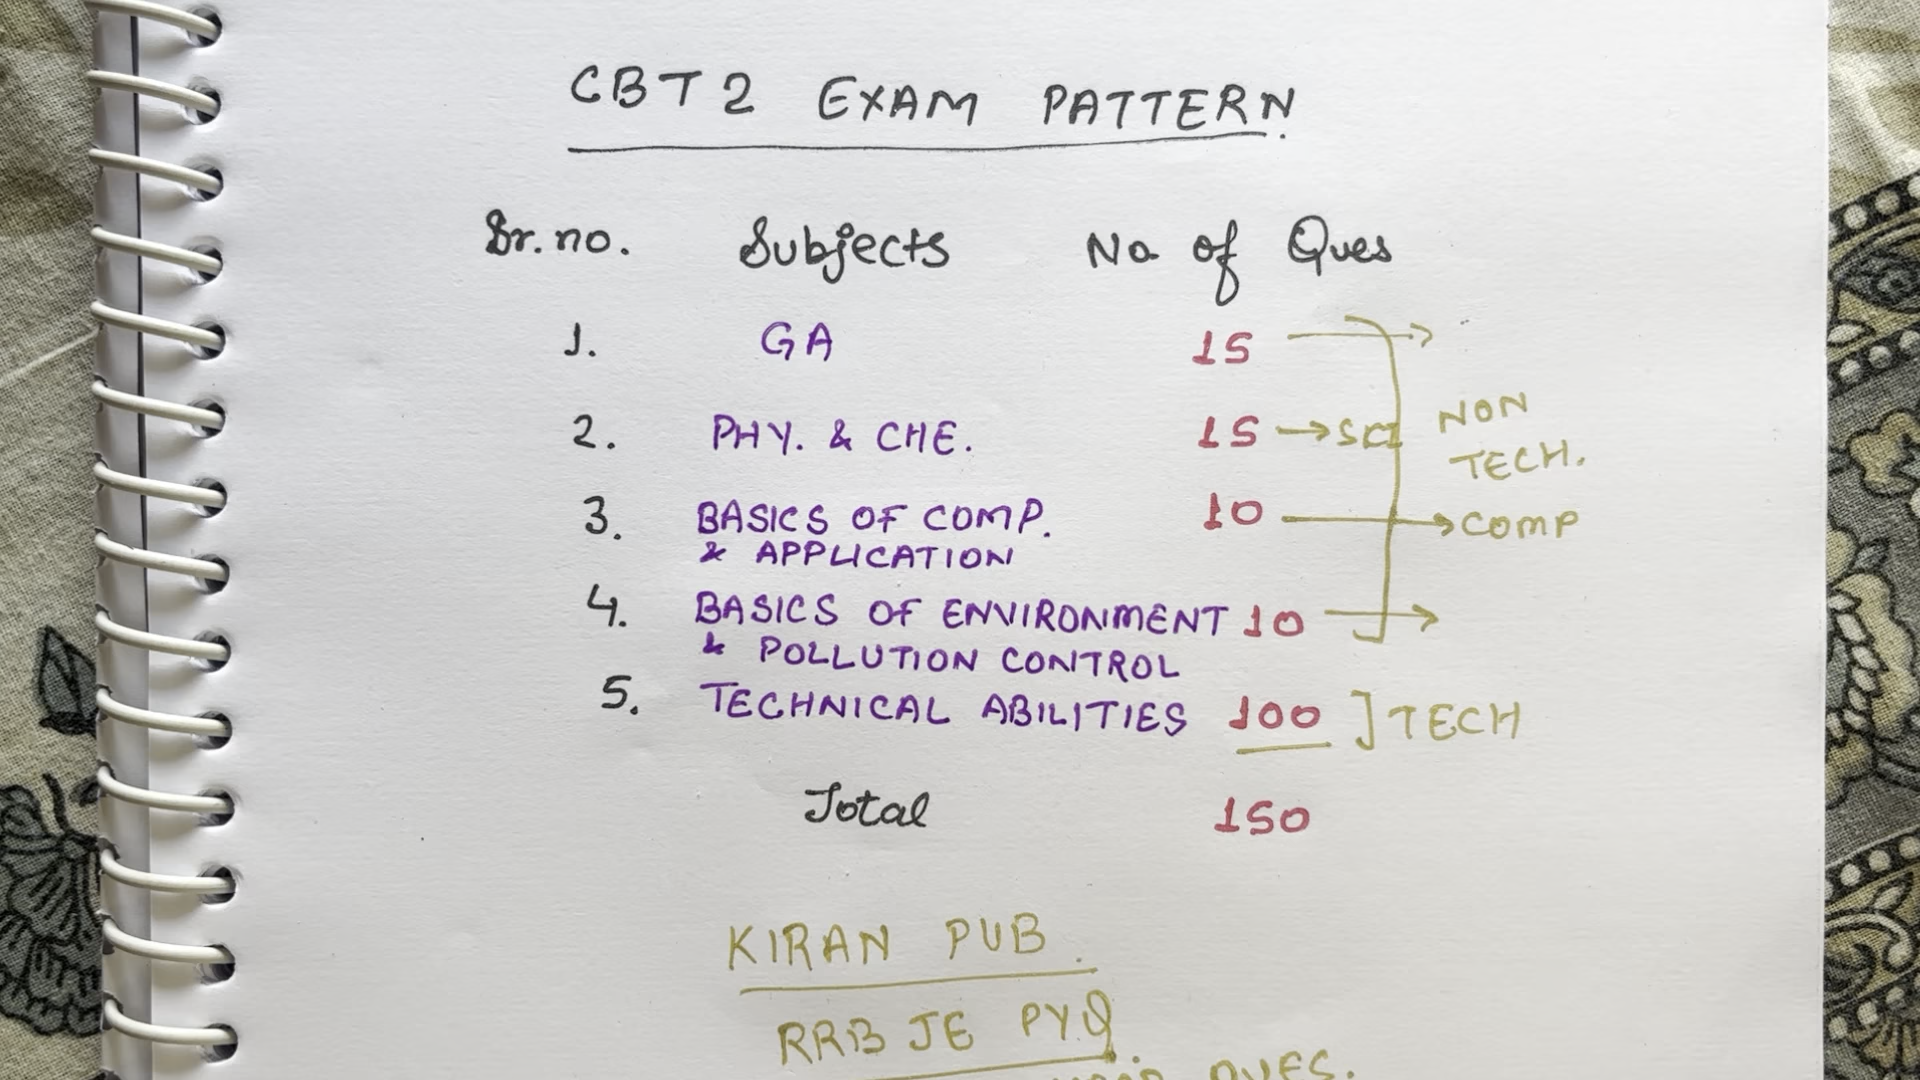 CBT2 EXAM PATTERN.
Sr.no. Subjects No of Ques
1. GA 15
2. PHY. & CHE. 15 → SCI NON TECH.
3. BASICS OF COMP. 10 → COMP
& APPLICATION
4. BASICS OF ENVIRONMENT 10 →
& POLLUTION CONTROL
5. TECHNICAL ABILITIES 100 ] TECH
Total 150
KIRAN PUB.
RRB JE PYQ.
QUES.